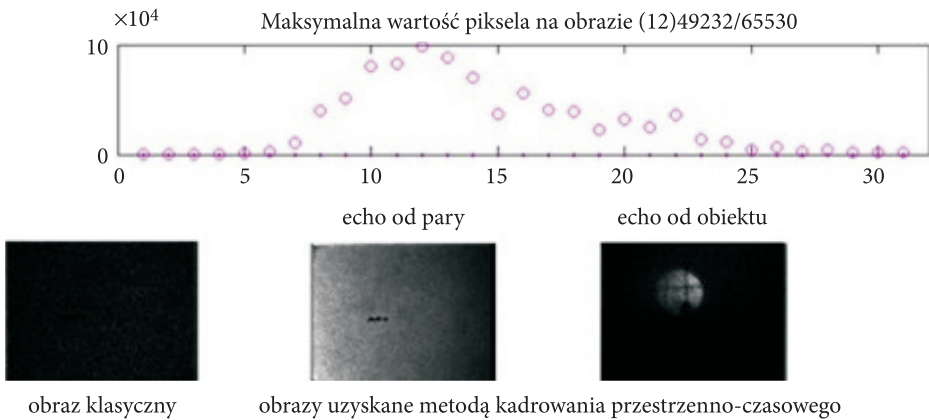 ×10⁴ Maksymalna wartość piksela na obrazie (12)49232/65530
10
0
0 5 10 15 20 25 30
echo od pary echo od obiektu
obraz klasyczny obrazy uzyskane metodą kadrowania przestrzenno-czasowego